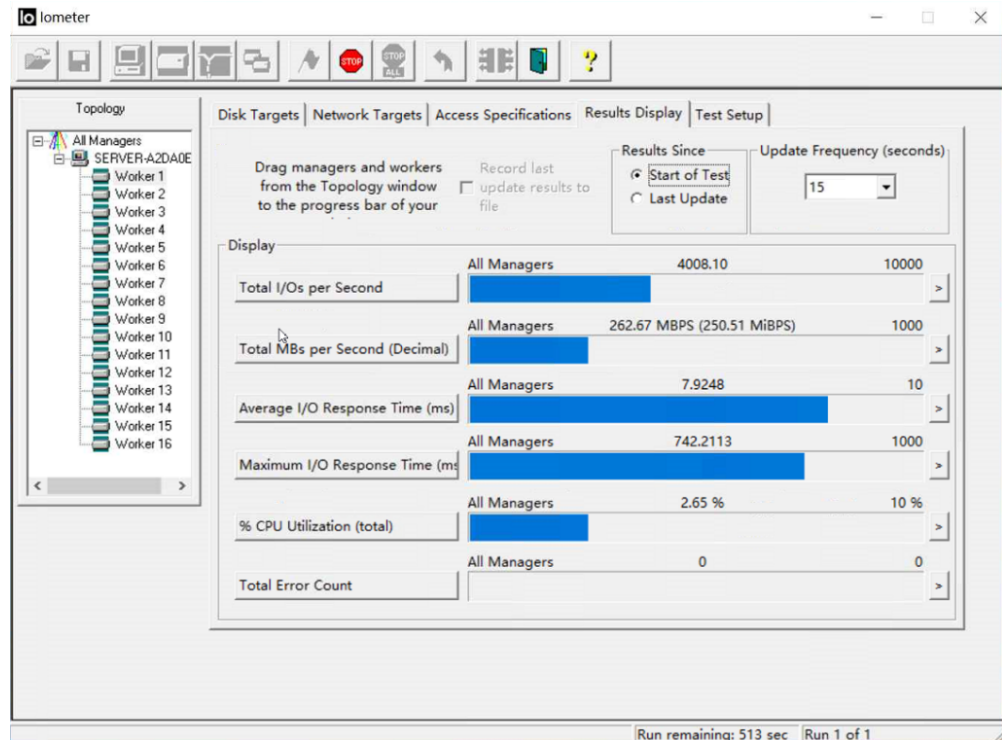 Iometer
STOP
STOP
ALL
Topology
All Managers
SERVER-A2DA0E
Worker 1
Worker 2
Worker 3
Worker 4
Worker 5
Worker 6
Worker 7
Worker 8
Worker 9
Worker 10
Worker 11
Worker 12
Worker 13
Worker 14
Worker 15
Worker 16
Disk Targets Network Targets Access Specifications Results Display Test Setup
Drag managers and workers
from the Topology window
to the progress bar of your
Record last
update results to
file
Results Since
Start of Test
Last Update
Update Frequency (seconds)
15
Display
All Managers 4008.10 10000
Total I/Os per Second >
All Managers 262.67 MBPS (250.51 MiBPS) 1000
Total MBs per Second (Decimal) >
All Managers 7.9248 10
Average I/O Response Time (ms) >
All Managers 742.2113 1000
Maximum I/O Response Time (ms >
All Managers 2.65 % 10 %
% CPU Utilization (total) >
All Managers 0 0
Total Error Count >
Run remaining: 513 sec Run 1 of 1